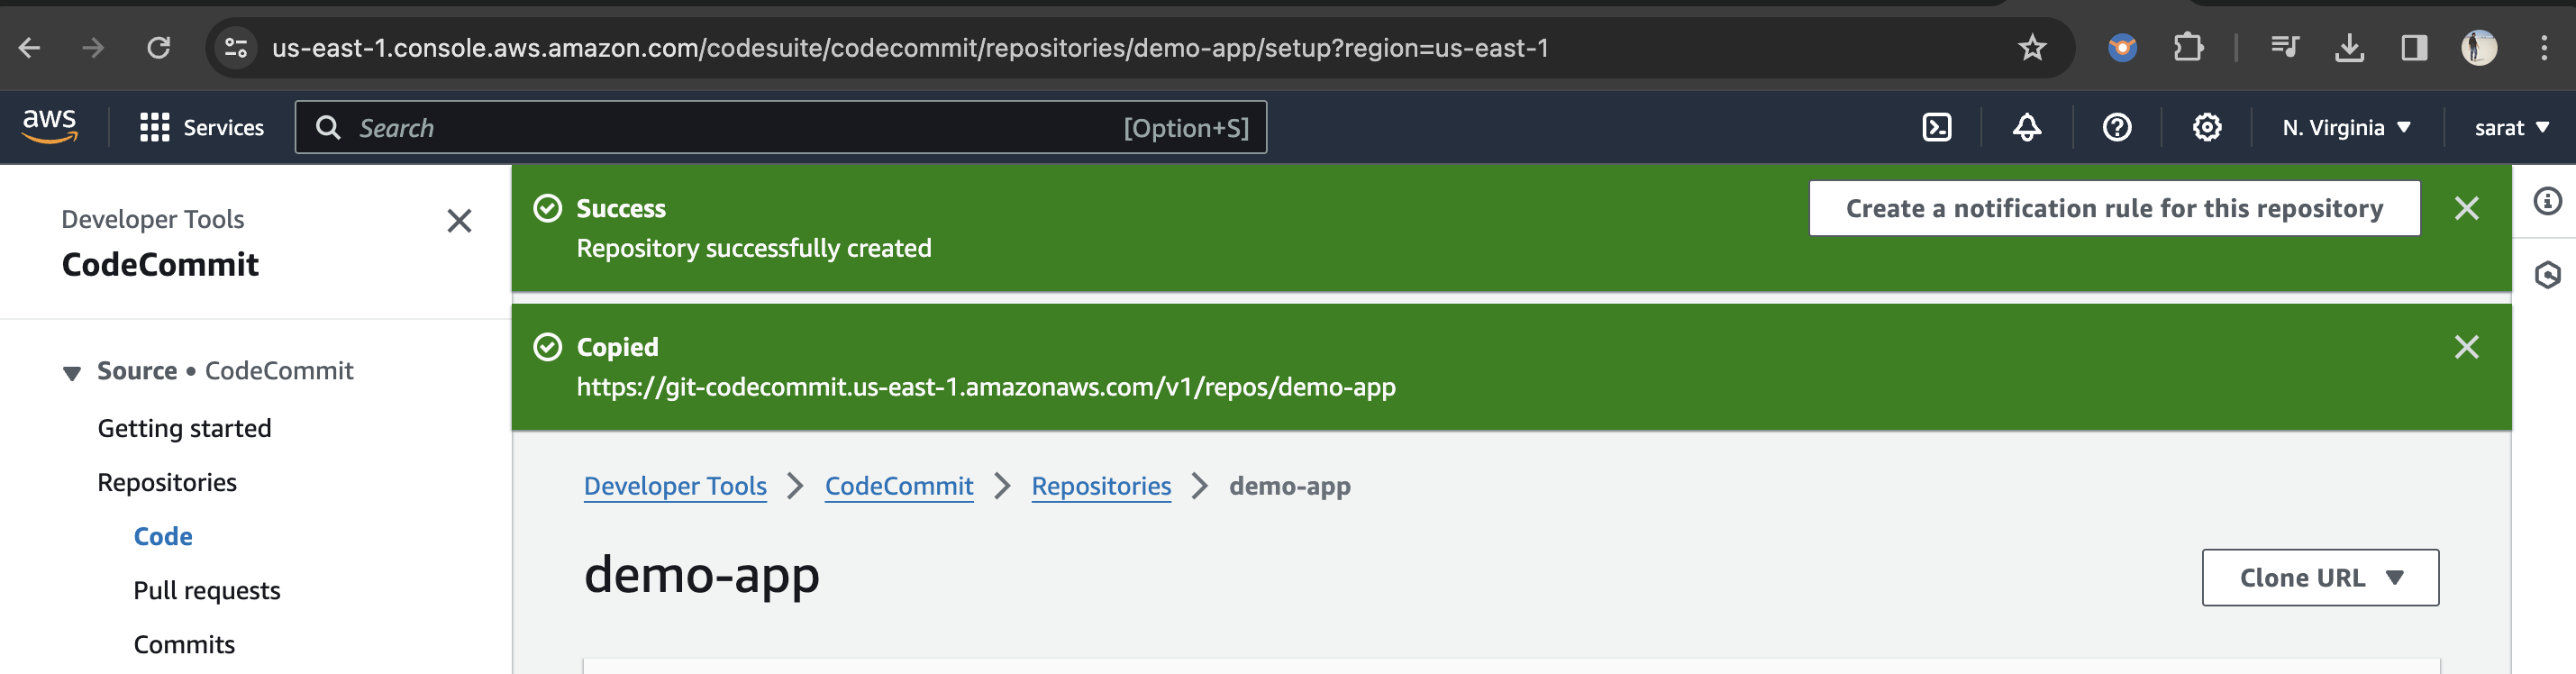 us-east-1.console.aws.amazon.com/codesuite/codecommit/repositories/demo-app/setup?region=us-east-1
aws Services Search [Option+S] N. Virginia sarat
Developer Tools
CodeCommit
Source • CodeCommit
Getting started
Repositories
Code
Pull requests
Commits
Success
Repository successfully created
Create a notification rule for this repository
Copied
https://git-codecommit.us-east-1.amazonaws.com/v1/repos/demo-app
Developer Tools > CodeCommit > Repositories > demo-app
demo-app
Clone URL